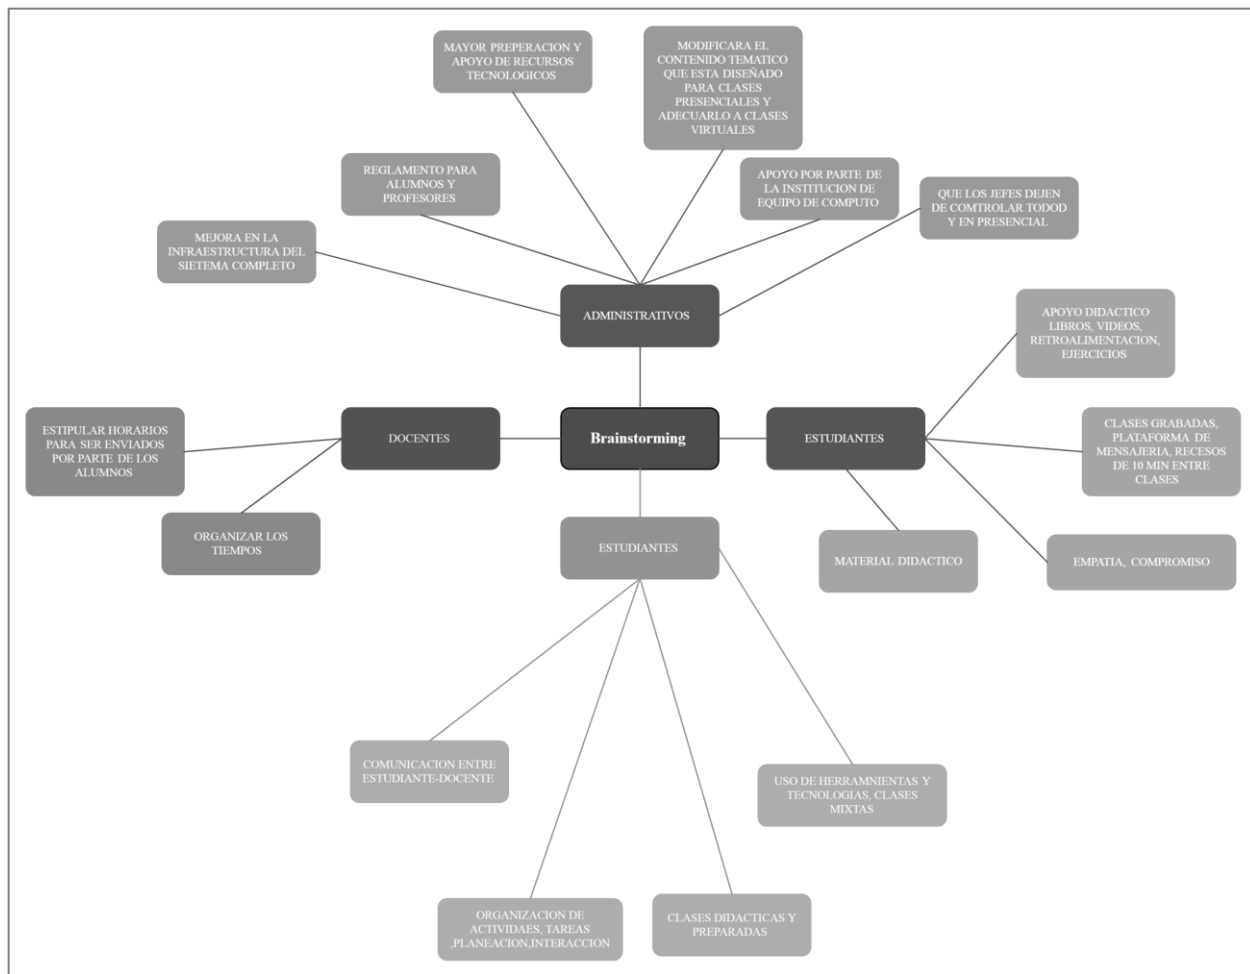 MAYOR PREPERACION Y
APOYO DE RECURSOS
TECNOLOGICOS
MODIFICARA EL
CONTENIDO TEMATICO
QUE ESTA DISEÑADO
PARA CLASES
PRESENCIALES Y
ADECUARLO A CLASES
VIRTUALES
REGLAMENTO PARA
ALUMNOS Y
PROFESORES
APOYO POR PARTE DE
LA INSTITUCION DE
EQUIPO DE COMPUTO
QUE LOS JEFES DEJEN
DE COMTROLAR TODOD
Y EN PRESENCIAL
MEJORA EN LA
INFRAESTRUCTURA DEL
SIETEMA COMPLETO
ADMINISTRATIVOS
APOYO DIDACTICO
LIBROS, VIDEOS,
RETROALIMENTACION,
EJERCICIOS
ESTIPULAR HORARIOS
PARA SER ENVIADOS
POR PARTE DE LOS
ALUMNOS
DOCENTES
Brainstorming
ESTUDIANTES
CLASES GRABADAS,
PLATAFORMA DE
MENSAJERIA, RECESOS
DE 10 MIN ENTRE
CLASES
ORGANIZAR LOS
TIEMPOS
ESTUDIANTES
MATERIAL DIDACTICO
EMPATIA, COMPROMISO
COMUNICACION ENTRE
ESTUDIANTE-DOCENTE
USO DE HERRAMNIENTAS Y
TECNOLOGIAS, CLASES
MIXTAS
ORGANIZACION DE
ACTIVIDAES, TAREAS
,PLANEACION,INTERACCION
CLASES DIDACTICAS Y
PREPARADAS